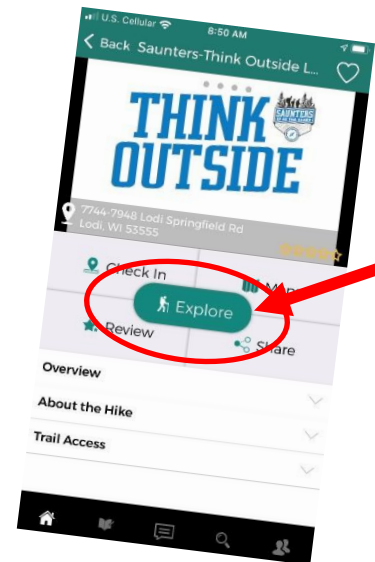 U.S. Cellular 8:50 AM
Back Saunters-Think Outside L...
THINK
OUTSIDE
SAUNTERS
7744-7948 Lodi Springfield Rd
Lodi, WI 53555
Check In
Explore
Review
Share
Overview
About the Hike
Trail Access